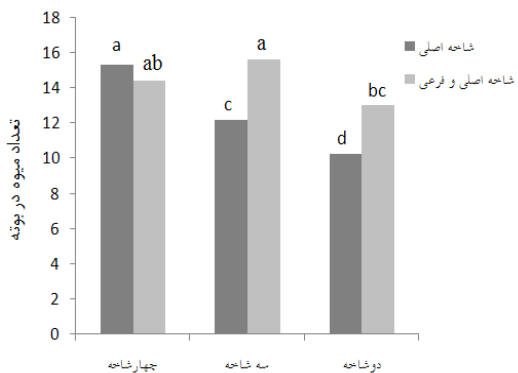 18
16
14
12
10
8
6
4
2
0
تعداد میوه در بوته
a
ab
c
a
d
bc
شاخه اصلی
شاخه اصلی و فرعی
چهارشاخه
سه شاخه
دوشاخه